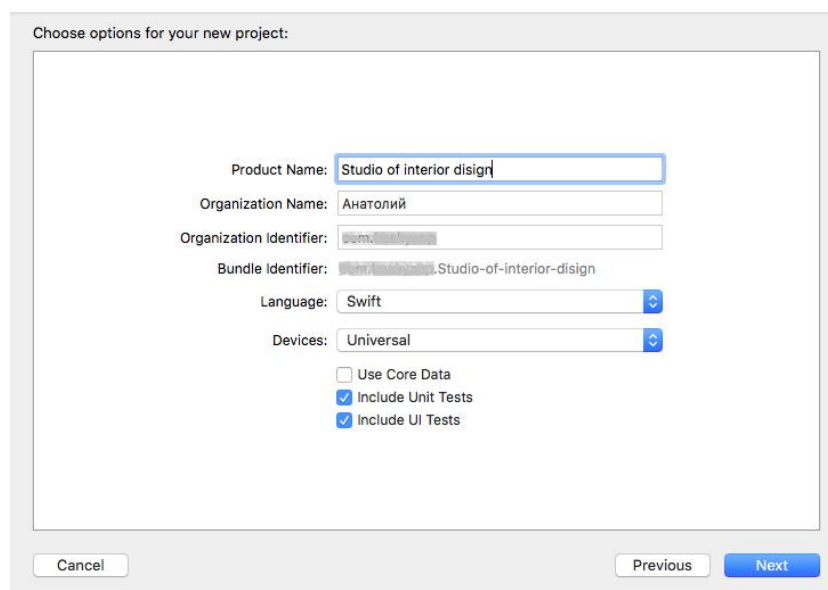 Choose options for your new project:
Product Name: Studio of interior disign
Organization Name: Анатолий
Organization Identifier:
Bundle Identifier: .Studio-of-interior-disign
Language: Swift
Devices: Universal
Use Core Data
Include Unit Tests
Include UI Tests
Cancel Previous Next